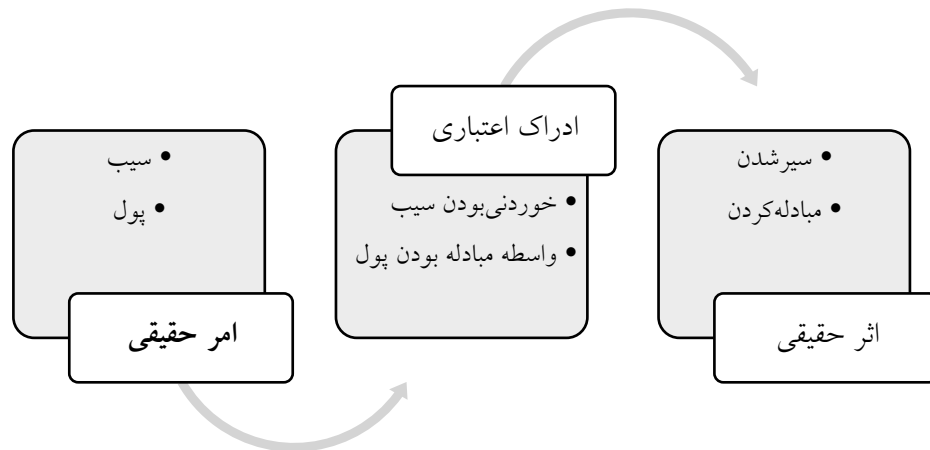 • سیب
• پول
امر حقیقی
ادراک اعتباری
• خوردنی‌بودن سیب
• واسطه مبادله بودن پول
• سیرشدن
• مبادله‌کردن
اثر حقیقی